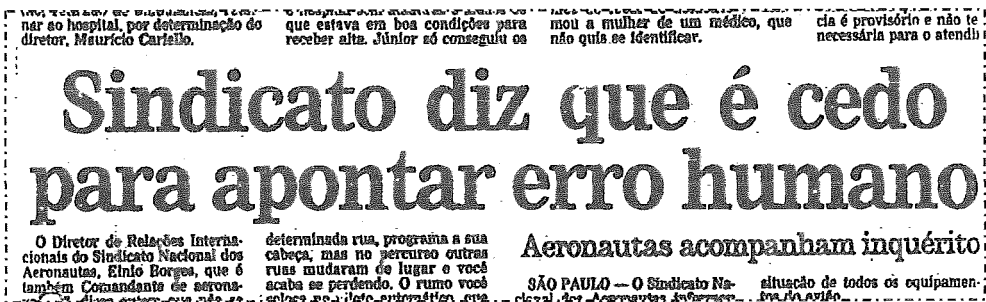 nar ao hospital, por determinação do
diretor, Maurício Carlello.
que estava em boa condições para
receber alta. Júnior só conseguiu os
mou a mulher de um médico, que
não quis se identificar.
cia é provisório e não te
necessária para o atendi
Sindicato diz que é cedo
para apontar erro humano
O Diretor de Relações Interna-
cionais do Sindicato Nacional dos
Aeronautas, Elnio Borges, que é
também Comandante de aerona-
determinada rua, programa a sua
cabeça, mas no percurso outras
ruas mudaram de lugar e você
acaba se perdendo. O rumo você
Aeronautas acompanham inquérito
SÃO PAULO — O Sindicato Na-
situação de todos os equipamen-